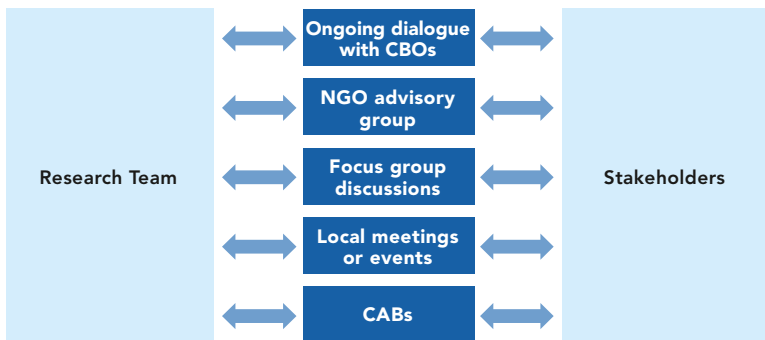 Ongoing dialogue
with CBOs
NGO advisory
group
Research Team
Focus group
discussions
Stakeholders
Local meetings
or events
CABs